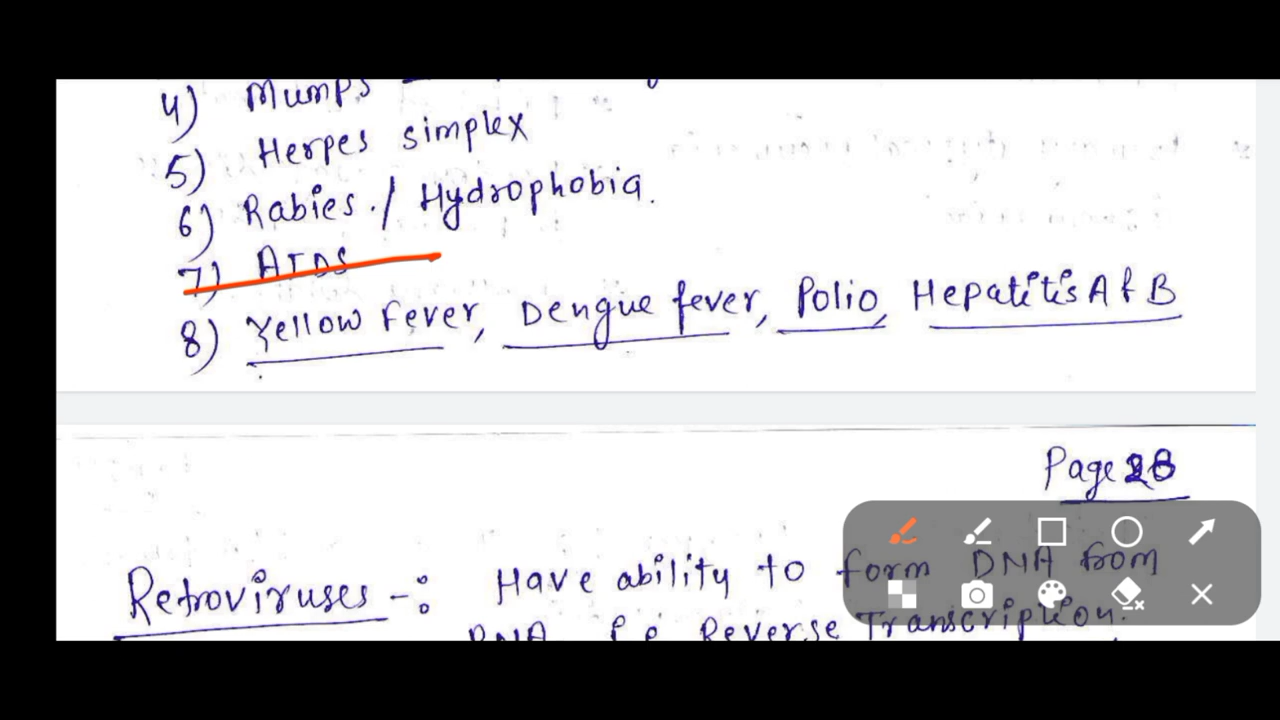 4) Mumps
5) Herpes simplex
6) Rabies./ Hydrophobia.
7) AIDS
8) Yellow Fever, Dengue fever, Polio, Hepatitis A & B
Page 28
Retroviruses -: Have ability to form DNA from
RNA i.e Reverse Transcription.